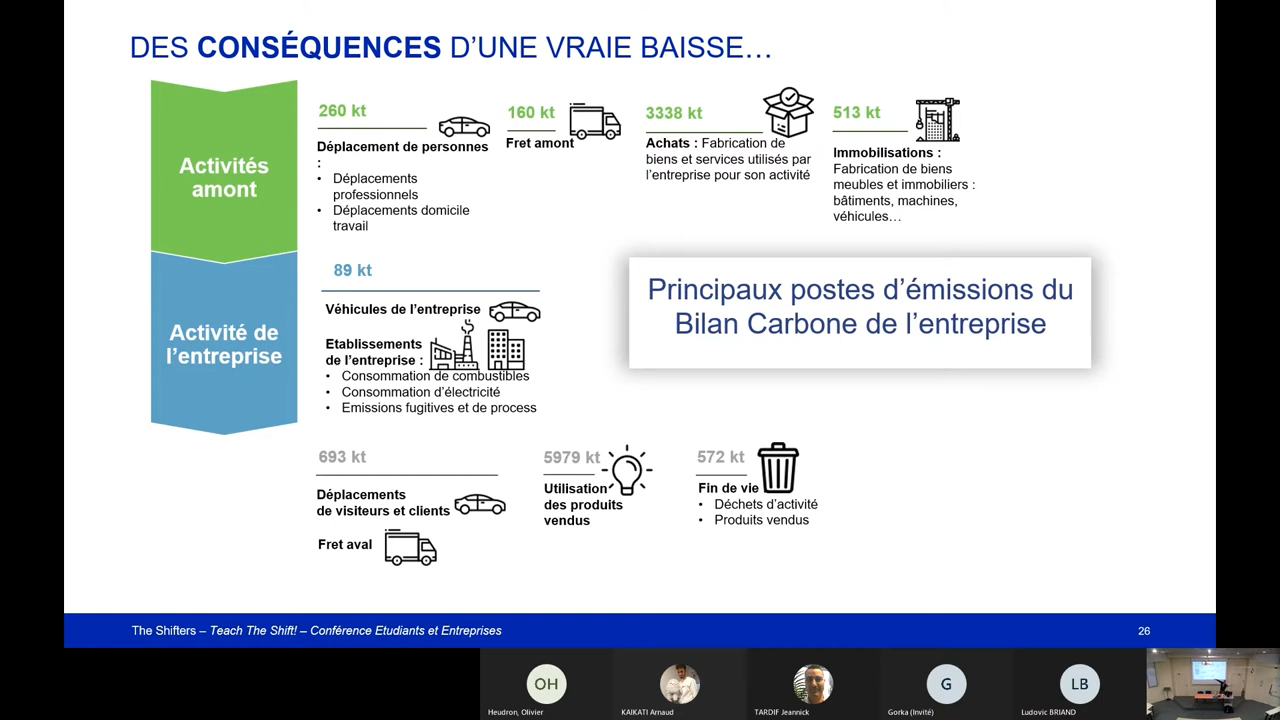 DES CONSÉQUENCES D’UNE VRAIE BAISSE…
Activités
amont
260 kt
Déplacement de personnes
:
• Déplacements
professionnels
• Déplacements domicile
travail
160 kt
Fret amont
3338 kt
Achats : Fabrication de
biens et services utilisés par
l’entreprise pour son activité
513 kt
Immobilisations :
Fabrication de biens
meubles et immobiliers :
bâtiments, machines,
véhicules…
Activité de
l’entreprise
89 kt
Véhicules de l’entreprise
Etablissements
de l’entreprise :
• Consommation de combustibles
• Consommation d’électricité
• Emissions fugitives et de process
Principaux postes d’émissions du
Bilan Carbone de l’entreprise
693 kt
Déplacements
de visiteurs et clients
Fret aval
5979 kt
Utilisation
des produits
vendus
572 kt
Fin de vie
• Déchets d’activité
• Produits vendus
The Shifters – Teach The Shift! – Conférence Etudiants et Entreprises
26
OH
Heudron, Olivier
KAIKATI Arnaud
TARDIF Jeannick
G
Gorka (Invité)
LB
Ludovic BRIAND